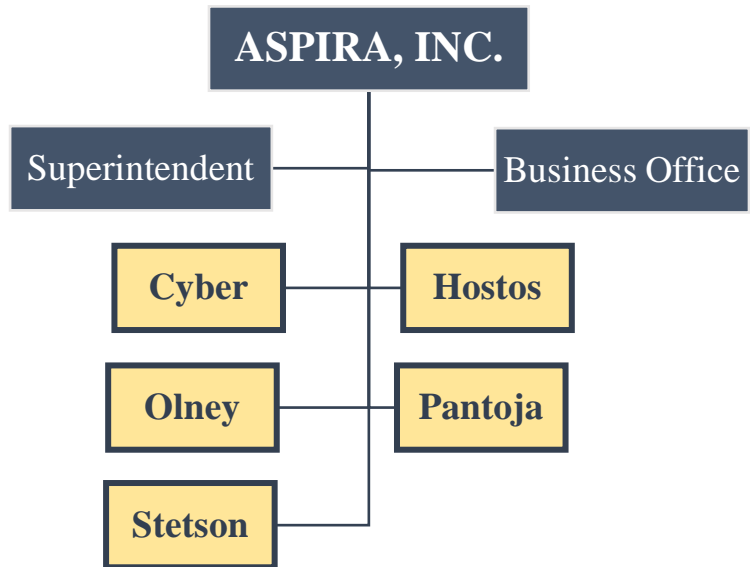 ASPIRA, INC.
Superintendent
Business Office
Cyber
Hostos
Olney
Pantoja
Stetson